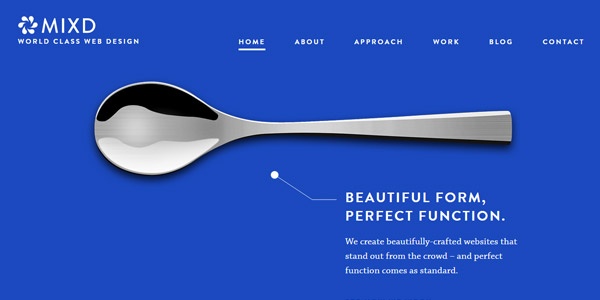 MIXD
WORLD CLASS WEB DESIGN
HOME ABOUT APPROACH WORK BLOG CONTACT
BEAUTIFUL FORM,
PERFECT FUNCTION.
We create beautifully-crafted websites that
stand out from the crowd – and perfect
function comes as standard.